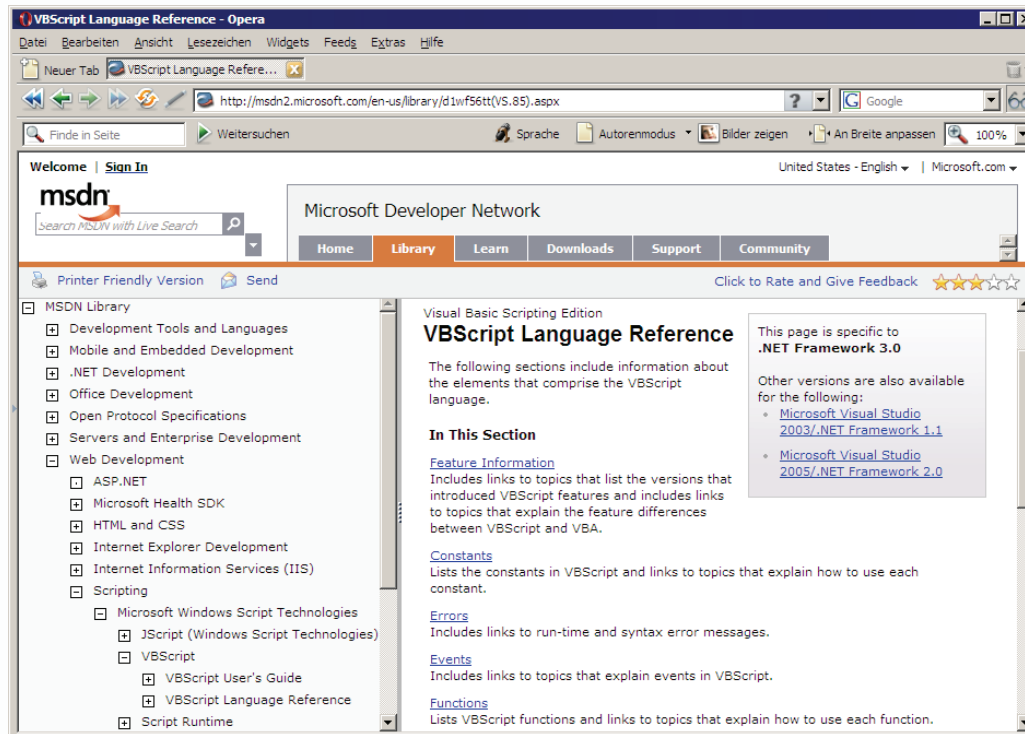 VBScript Language Reference - Opera
Datei Bearbeiten Ansicht Lesezeichen Widgets Feeds Extras Hilfe
Neuer Tab VBScript Language Refere...
http://msdn2.microsoft.com/en-us/library/d1wf56tt(VS.85).aspx ? Google
Finde in Seite Weitersuchen Sprache Autorenmodus Bilder zeigen An Breite anpassen 100%
Welcome | Sign In United States - English | Microsoft.com
msdn
Search MSDN with Live Search
Microsoft Developer Network
Home Library Learn Downloads Support Community
Printer Friendly Version Send Click to Rate and Give Feedback
MSDN Library
Development Tools and Languages
Mobile and Embedded Development
.NET Development
Office Development
Open Protocol Specifications
Servers and Enterprise Development
Web Development
ASP.NET
Microsoft Health SDK
HTML and CSS
Internet Explorer Development
Internet Information Services (IIS)
Scripting
Microsoft Windows Script Technologies
JScript (Windows Script Technologies)
VBScript
VBScript User's Guide
VBScript Language Reference
Script Runtime
Visual Basic Scripting Edition
VBScript Language Reference
The following sections include information about
the elements that comprise the VBScript
language.
In This Section
Feature Information
Includes links to topics that list the versions that
introduced VBScript features and includes links
to topics that explain the feature differences
between VBScript and VBA.
Constants
Lists the constants in VBScript and links to topics that explain how to use each
constant.
Errors
Includes links to run-time and syntax error messages.
Events
Includes links to topics that explain events in VBScript.
Functions
Lists VBScript functions and links to topics that explain how to use each function.
This page is specific to
.NET Framework 3.0
Other versions are also available
for the following:
Microsoft Visual Studio
2003/.NET Framework 1.1
Microsoft Visual Studio
2005/.NET Framework 2.0